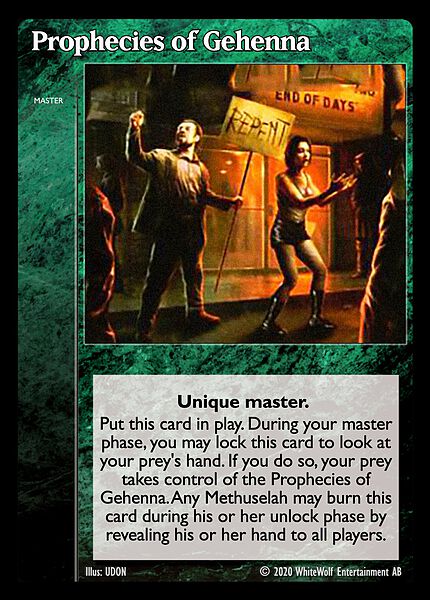 Prophecies of Gehenna
MASTER
END OF DAYS
REPENT
Unique master.
Put this card in play. During your master
phase, you may lock this card to look at
your prey's hand. If you do so, your prey
takes control of the Prophecies of
Gehenna. Any Methuselah may burn this
card during his or her unlock phase by
revealing his or her hand to all players.
Illus: UDON
© 2020 WhiteWolf Entertainment AB